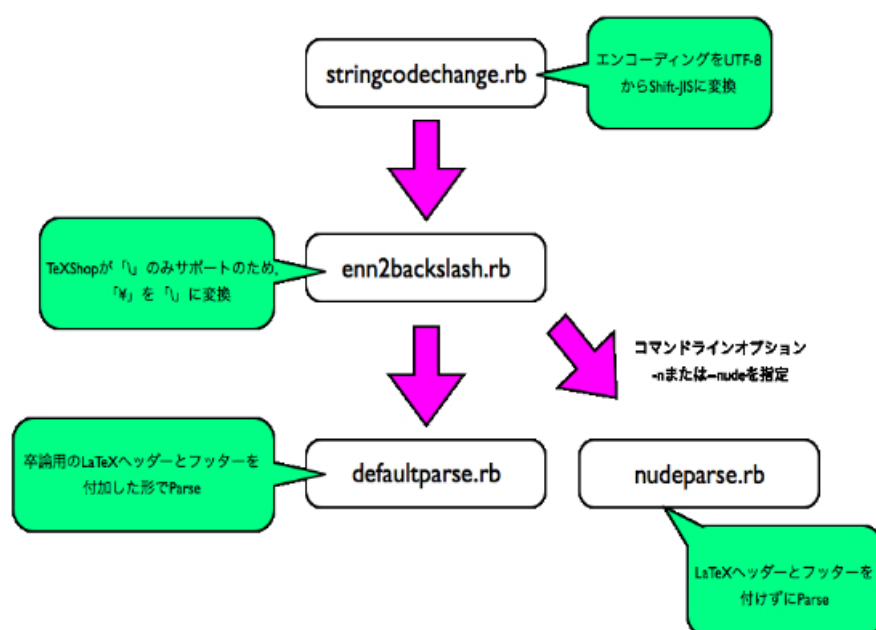 stringcodechange.rb
エンコーディングをUTF-8
からShift-JISに変換
TeXShopが「\」のみサポートのため,
「¥」を「\」に変換
enn2backslash.rb
コマンドラインオプション
-nまたは--nudeを指定
卒論用のLaTeXヘッダーとフッターを
付加した形でParse
defaultparse.rb
nudeparse.rb
LaTeXヘッダーとフッターを
付けずにParse